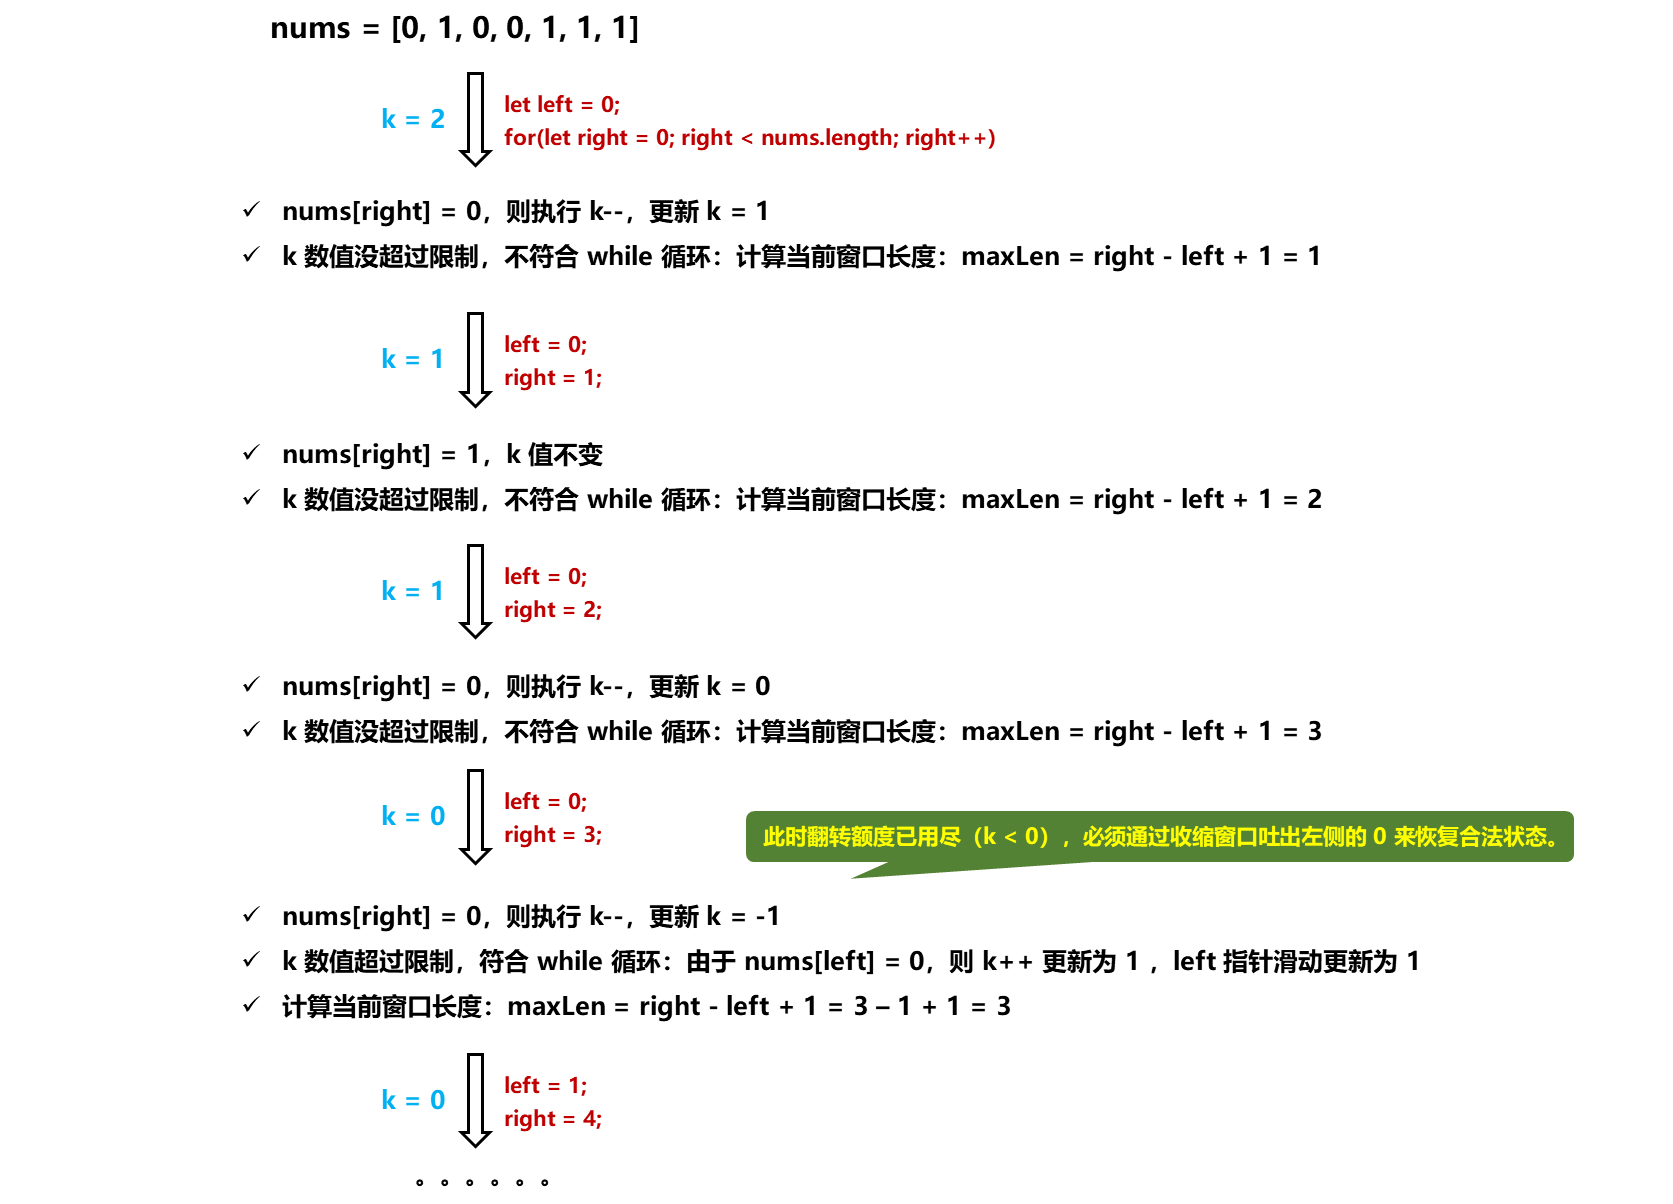 nums = [0, 1, 0, 0, 1, 1, 1]
k = 2
let left = 0;
for(let right = 0; right < nums.length; right++)
✓ nums[right] = 0，则执行 k--，更新 k = 1
✓ k 数值没超过限制，不符合 while 循环：计算当前窗口长度：maxLen = right - left + 1 = 1
k = 1
left = 0;
right = 1;
✓ nums[right] = 1，k 值不变
✓ k 数值没超过限制，不符合 while 循环：计算当前窗口长度：maxLen = right - left + 1 = 2
k = 1
left = 0;
right = 2;
✓ nums[right] = 0，则执行 k--，更新 k = 0
✓ k 数值没超过限制，不符合 while 循环：计算当前窗口长度：maxLen = right - left + 1 = 3
k = 0
left = 0;
right = 3;
此时翻转额度已用尽（k < 0），必须通过收缩窗口吐出左侧的 0 来恢复合法状态。
✓ nums[right] = 0，则执行 k--，更新 k = -1
✓ k 数值超过限制，符合 while 循环：由于 nums[left] = 0，则 k++ 更新为 1 ，left 指针滑动更新为 1
✓ 计算当前窗口长度：maxLen = right - left + 1 = 3 – 1 + 1 = 3
k = 0
left = 1;
right = 4;
。。。。。。